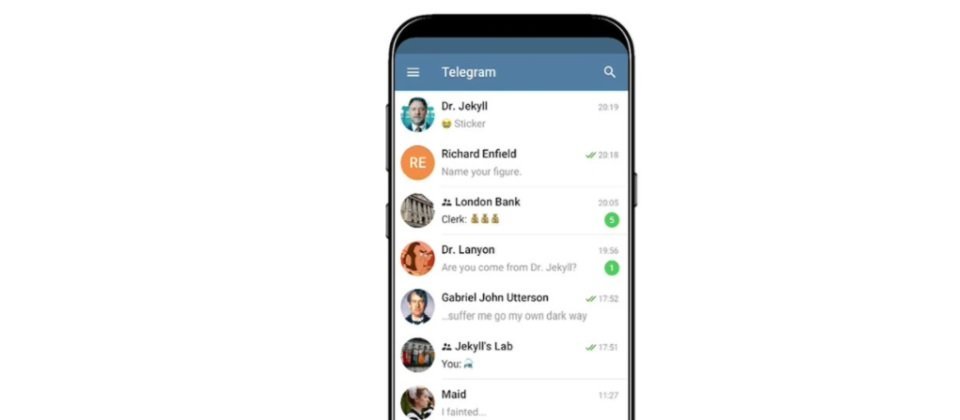 Telegram
Dr. Jekyll 20:19
😂 Sticker
RE
Richard Enfield 20:18
Name your figure.
London Bank 20:05
Clerk: 💰💰💰 5
Dr. Lanyon 19:56
Are you come from Dr. Jekyll? 1
Gabriel John Utterson 17:52
...suffer me go my own dark way
Jekyll's Lab 17:51
You:
Maid 11:27
I fainted...